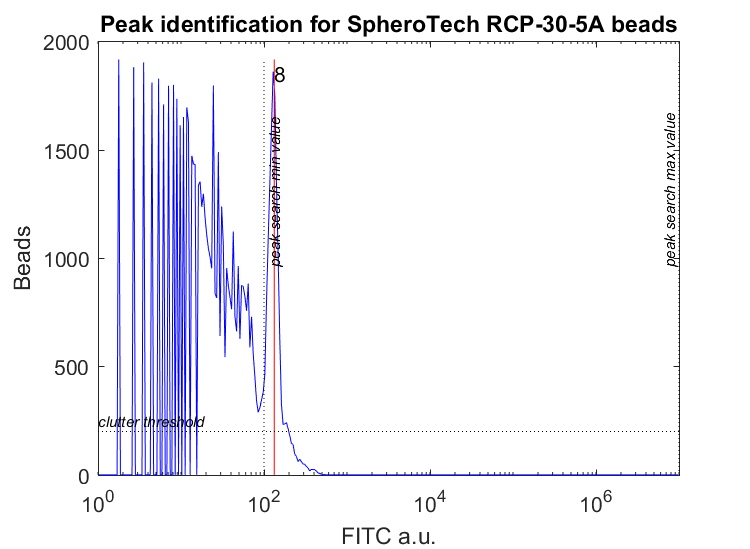 Peak identification for SpheroTech RCP-30-5A beads
2000
1500
1000
500
0
Beads
8
peak search min value
peak search max value
clutter threshold
10^0
10^2
10^4
10^6
FITC a.u.